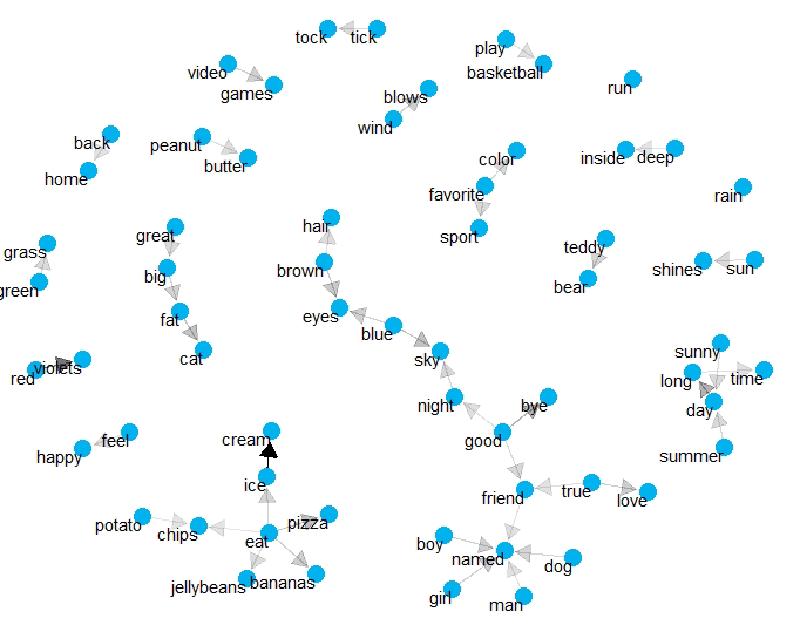 tock
tick
play
video
basketball
games
run
blows
wind
back
peanut
butter
color
inside
deep
home
favorite
rain
hair
great
sport
teddy
grass
brown
big
shines
sun
bear
green
eyes
fat
blue
sunny
cat
sky
violets
red
long
time
night
bye
day
cream
good
feel
happy
summer
ice
friend
true
love
potato
pizza
chips
eat
boy
named
dog
jellybeans
bananas
girl
man